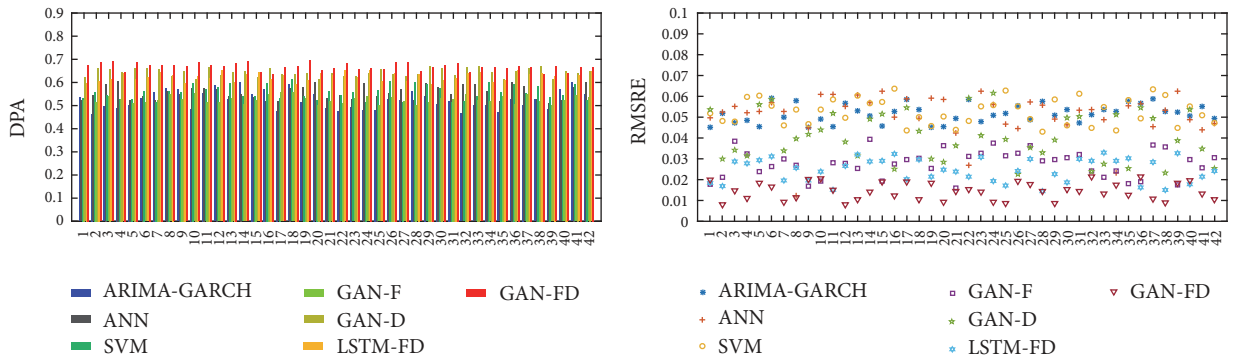 DPA
0.9
0.8
0.7
0.6
0.5
0.4
0.3
0.2
0.1
0
1 2 3 4 5 6 7 8 9 10 11 12 13 14 15 16 17 18 19 20 21 22 23 24 25 26 27 28 29 30 31 32 33 34 35 36 37 38 39 40 41 42
ARIMA-GARCH GAN-F GAN-FD
ANN GAN-D
SVM LSTM-FD
RMSRE
0.1
0.09
0.08
0.07
0.06
0.05
0.04
0.03
0.02
0.01
0
1 2 3 4 5 6 7 8 9 10 11 12 13 14 15 16 17 18 19 20 21 22 23 24 25 26 27 28 29 30 31 32 33 34 35 36 37 38 39 40 41 42
ARIMA-GARCH GAN-F GAN-FD
ANN GAN-D
SVM LSTM-FD